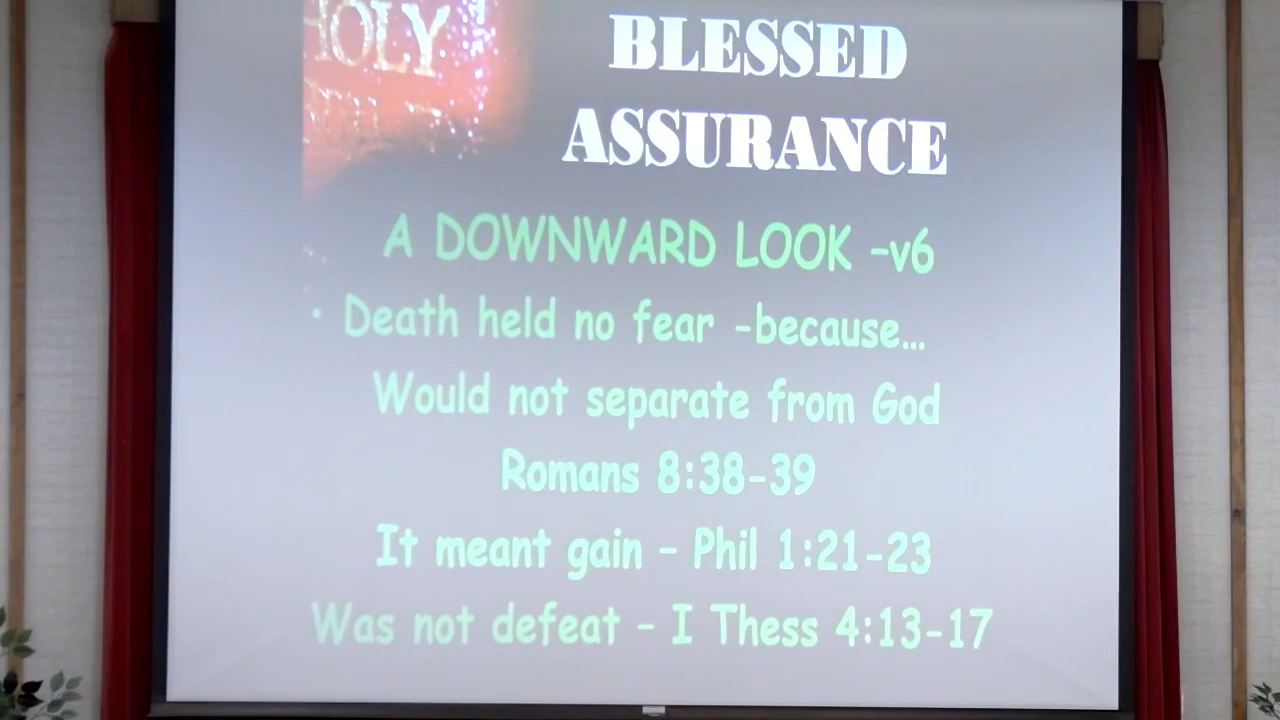 HOLY
BLESSED
ASSURANCE
A DOWNWARD LOOK –v6
• Death held no fear -because...
Would not separate from God
Romans 8:38-39
It meant gain – Phil 1:21-23
Was not defeat – I Thess 4:13-17